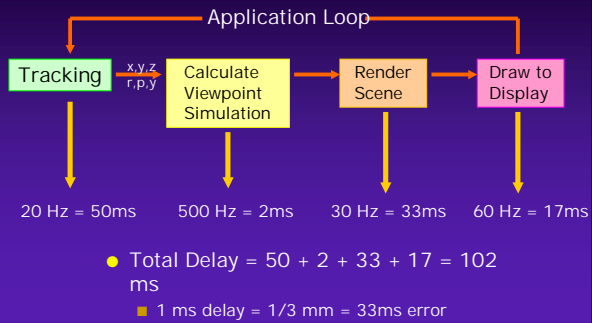 Application Loop
Tracking
x,y,z
r,p,y
Calculate
Viewpoint
Simulation
Render
Scene
Draw to
Display
20 Hz = 50ms
500 Hz = 2ms
30 Hz = 33ms
60 Hz = 17ms
Total Delay = 50 + 2 + 33 + 17 = 102
ms
1 ms delay = 1/3 mm = 33ms error